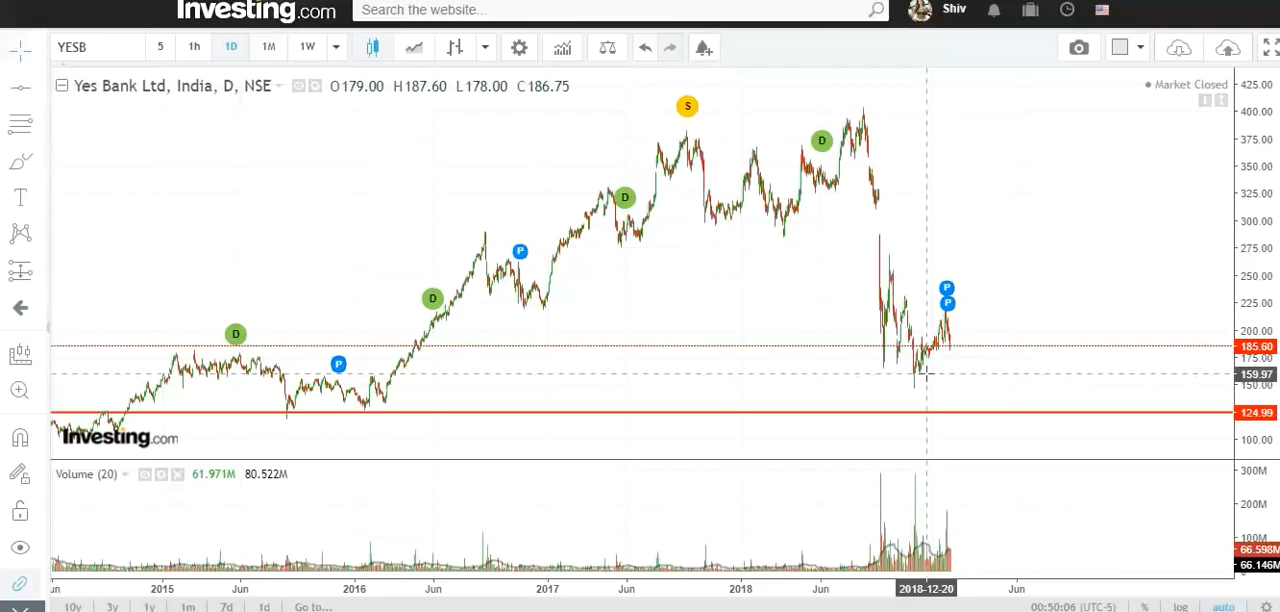 Investing.com Search the website... Shiv
YESB 5 1h 1D 1M 1W
Yes Bank Ltd, India, D, NSE O179.00 H187.60 L178.00 C186.75
Market Closed
425.00
400.00
375.00
350.00
325.00
300.00
275.00
250.00
225.00
200.00
185.60
175.00
159.97
150.00
124.99
100.00
S
D
D
P
P
P
D
D
P
T
Investing.com
Volume (20) 61.971M 80.522M
300M
200M
100M
66.598M
66.146M
un 2015 Jun 2016 Jun 2017 Jun 2018 Jun 2018-12-20 Jun
10y 3y 1y 1m 7d 1d Go to... 00:50:06 (UTC-5) % log auto